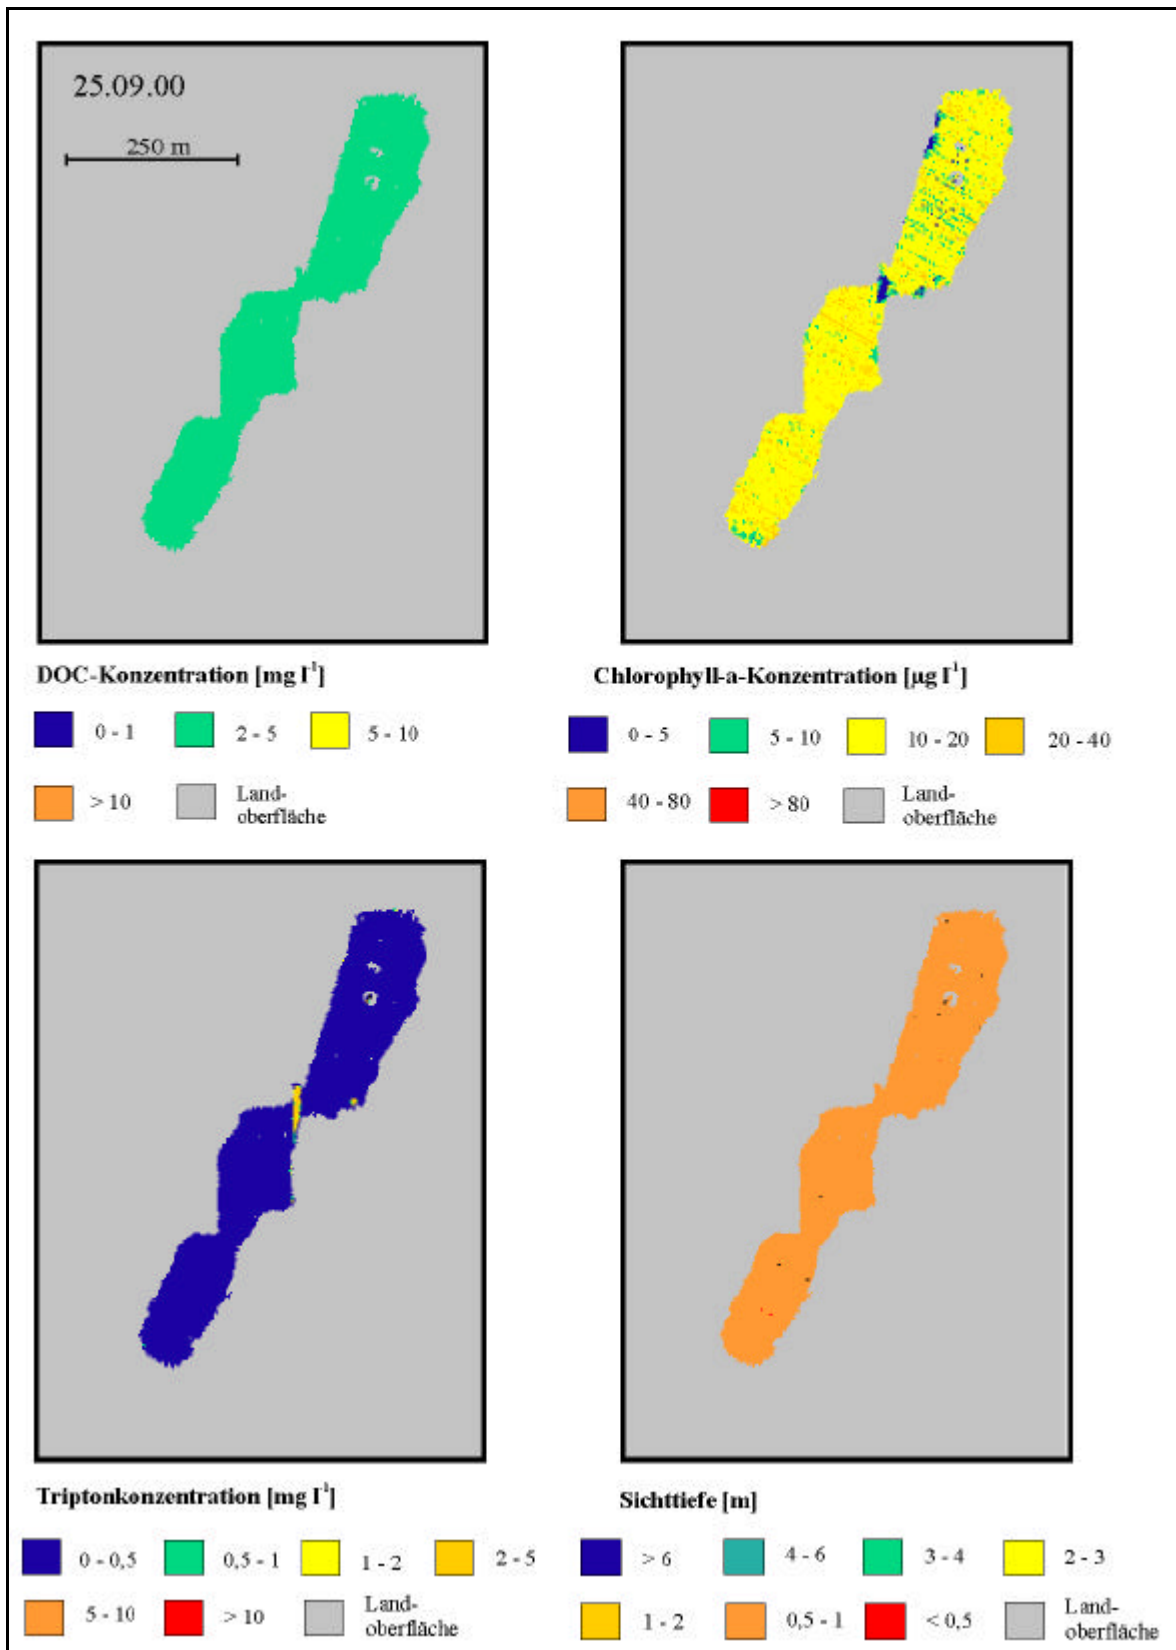 25.09.00
250 m
DOC-Konzentration [mg l-1]
0 - 1
2 - 5
5 - 10
> 10
Land-
oberfläche
Chlorophyll-a-Konzentration [µg l-1]
0 - 5
5 - 10
10 - 20
20 - 40
40 - 80
> 80
Land-
oberfläche
Triptonkonzentration [mg l-1]
0 - 0,5
0,5 - 1
1 - 2
2 - 5
5 - 10
> 10
Land-
oberfläche
Sichttiefe [m]
> 6
4 - 6
3 - 4
2 - 3
1 - 2
0,5 - 1
< 0,5
Land-
oberfläche